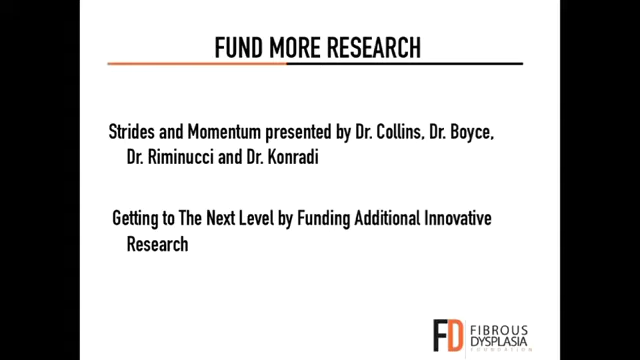 FUND MORE RESEARCH
Strides and Momentum presented by Dr. Collins, Dr. Boyce,
Dr. Riminucci and Dr. Konradi
Getting to The Next Level by Funding Additional Innovative
Research
FD FIBROUS
DYSPLASIA
FOUNDATION